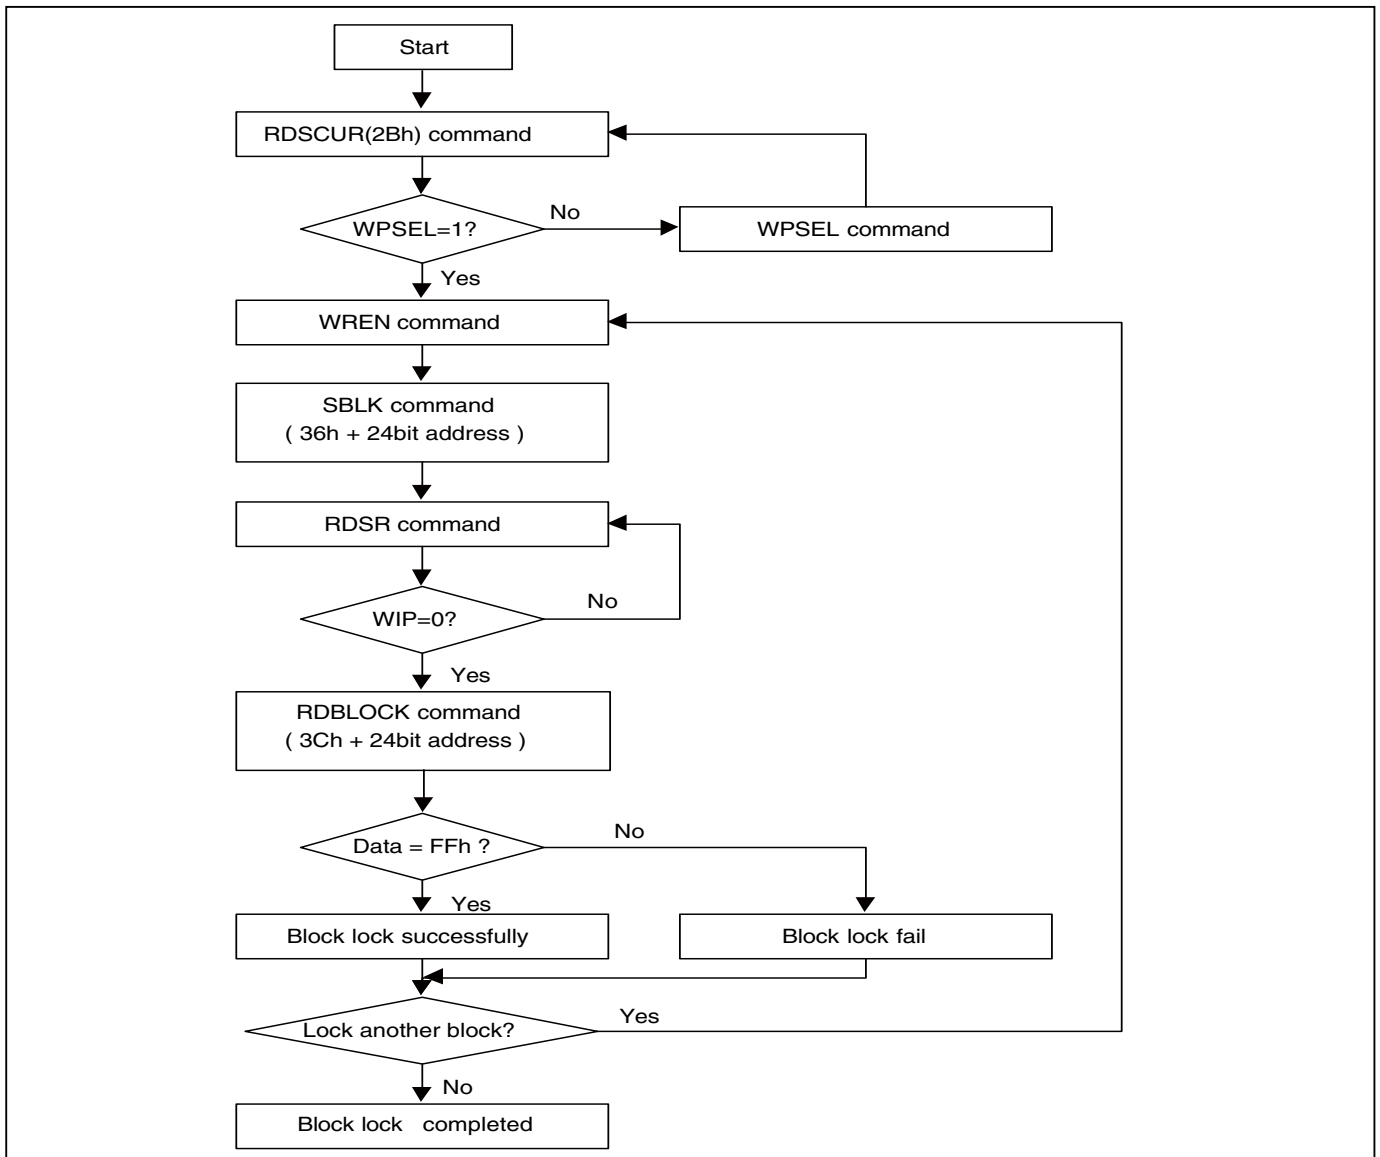 Start
RDSCUR(2Bh) command
WPSEL=1?
No
WPSEL command
Yes
WREN command
SBLK command
( 36h + 24bit address )
RDSR command
WIP=0?
No
Yes
RDBLOCK command
( 3Ch + 24bit address )
Data = FFh ?
No
Yes
Block lock successfully
Block lock fail
Lock another block?
Yes
No
Block lock completed